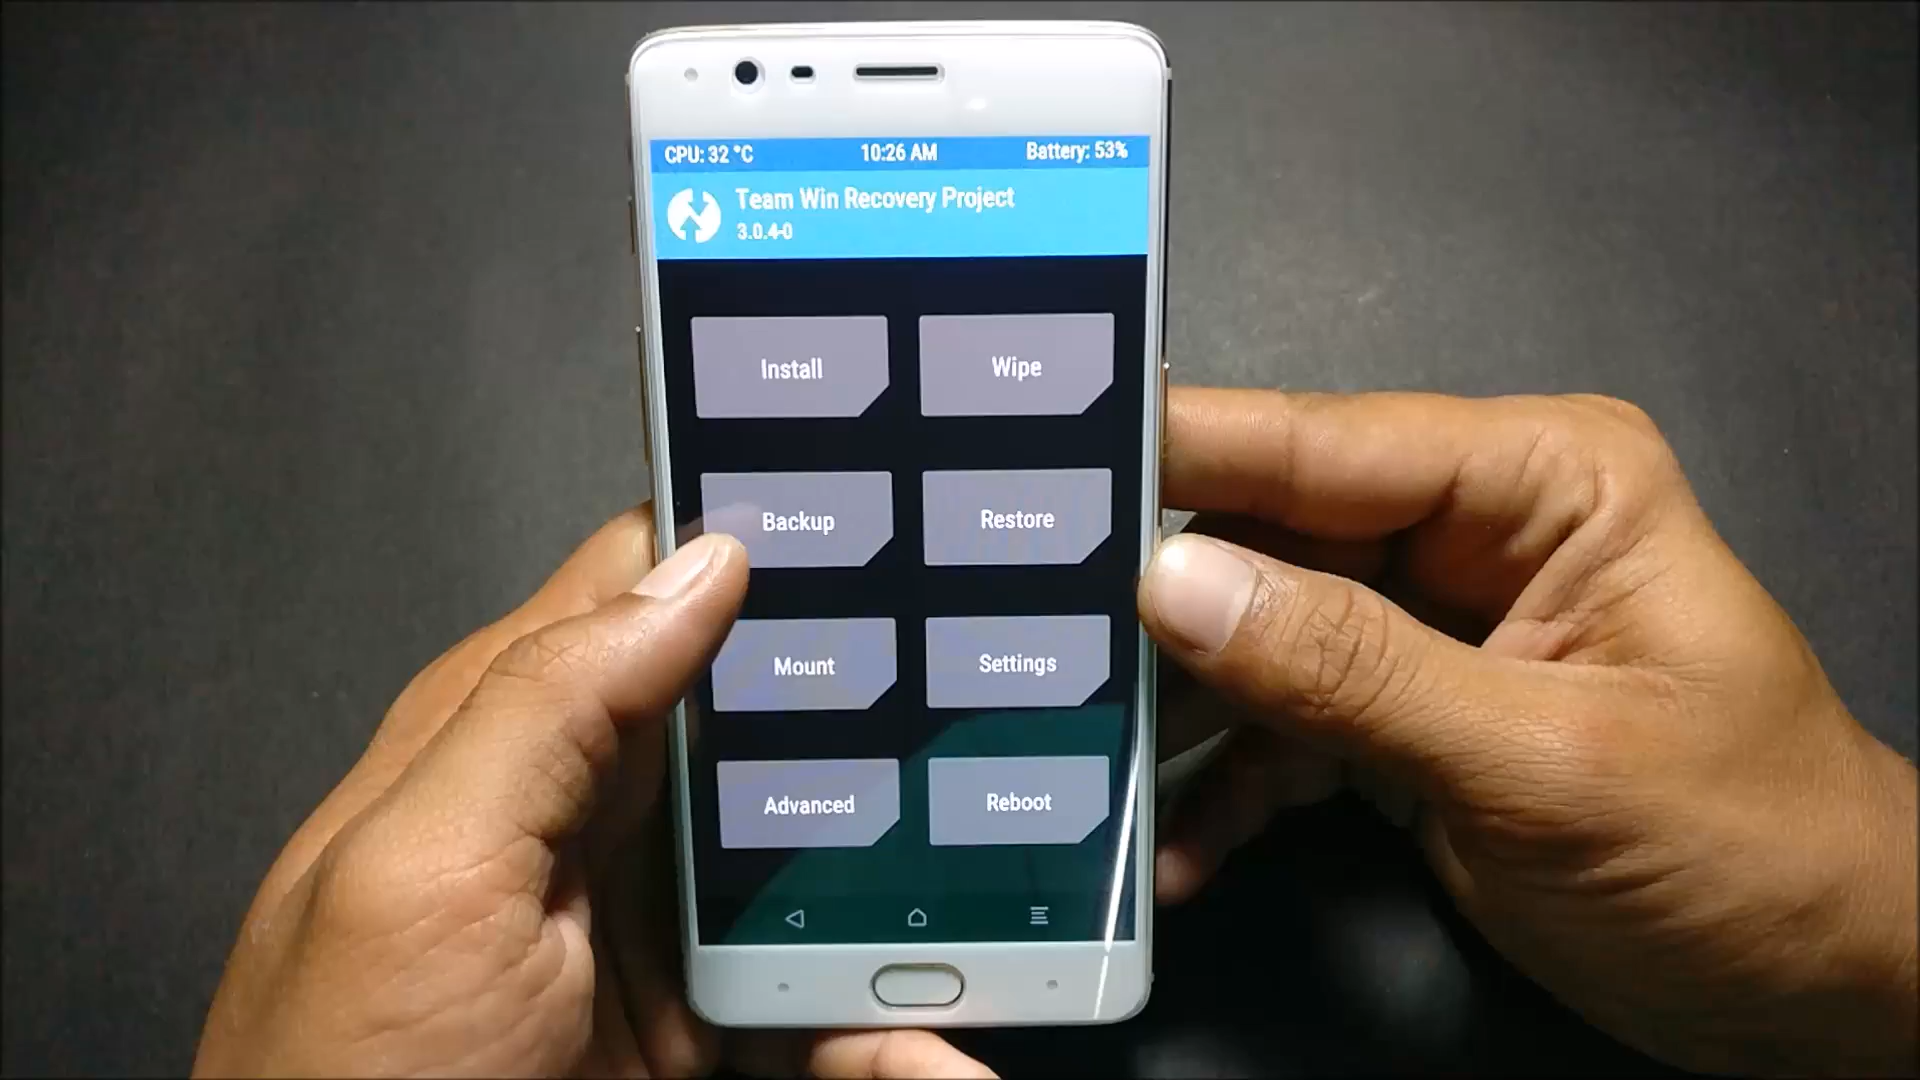 CPU: 32 °C 10:26 AM Battery: 53%
Team Win Recovery Project
3.0.4-0
Install Wipe
Backup Restore
Mount Settings
Advanced Reboot